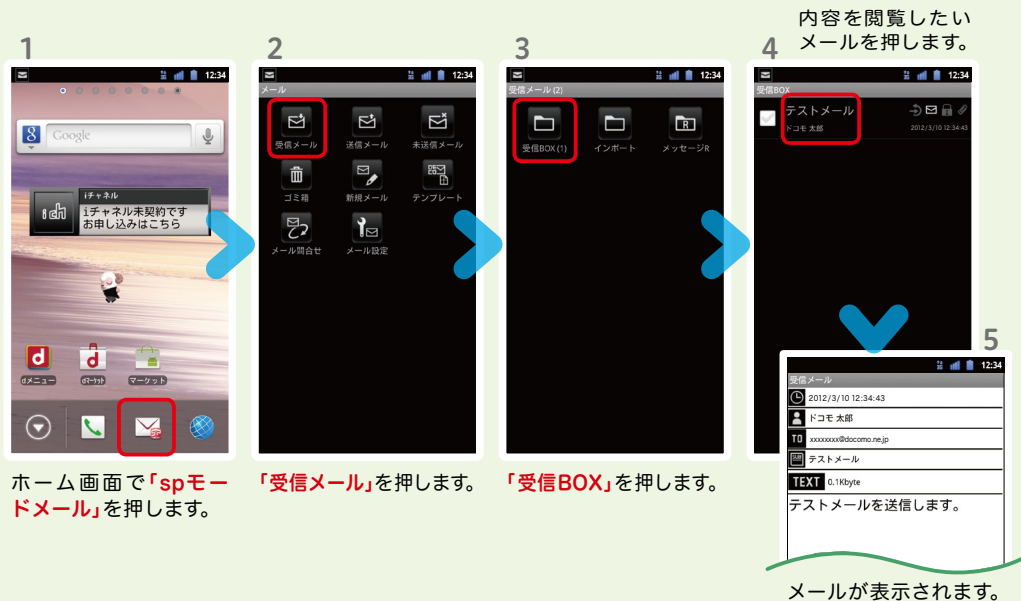 1
12:34
8 Google
ich
iチャネル
iチャネル未契約です
お申し込みはこちら
d
d
dメニュー
dマーケット
マーケット
ホーム画面で「spモー
ドメール」を押します。
2
12:34
メール
受信メール
送信メール
未送信メール
ゴミ箱
新規メール
テンプレート
メール問合せ
メール設定
「受信メール」を押します。
3
12:34
受信メール(2)
R
受信BOX(1)
インボート
メッセージR
「受信BOX」を押します。
4
内容を閲覧したい
メールを押します。
12:34
受信BOX
テストメール
ドコモ 太郎
2012/3/10 12:34:43
5
12:34
受信メール
2012/3/10 12:34:43
ドコモ 太郎
TO xxxxxxxx@docomo.ne.jp
SUB テストメール
TEXT 0.1Kbyte
テストメールを送信します。
メールが表示されます。